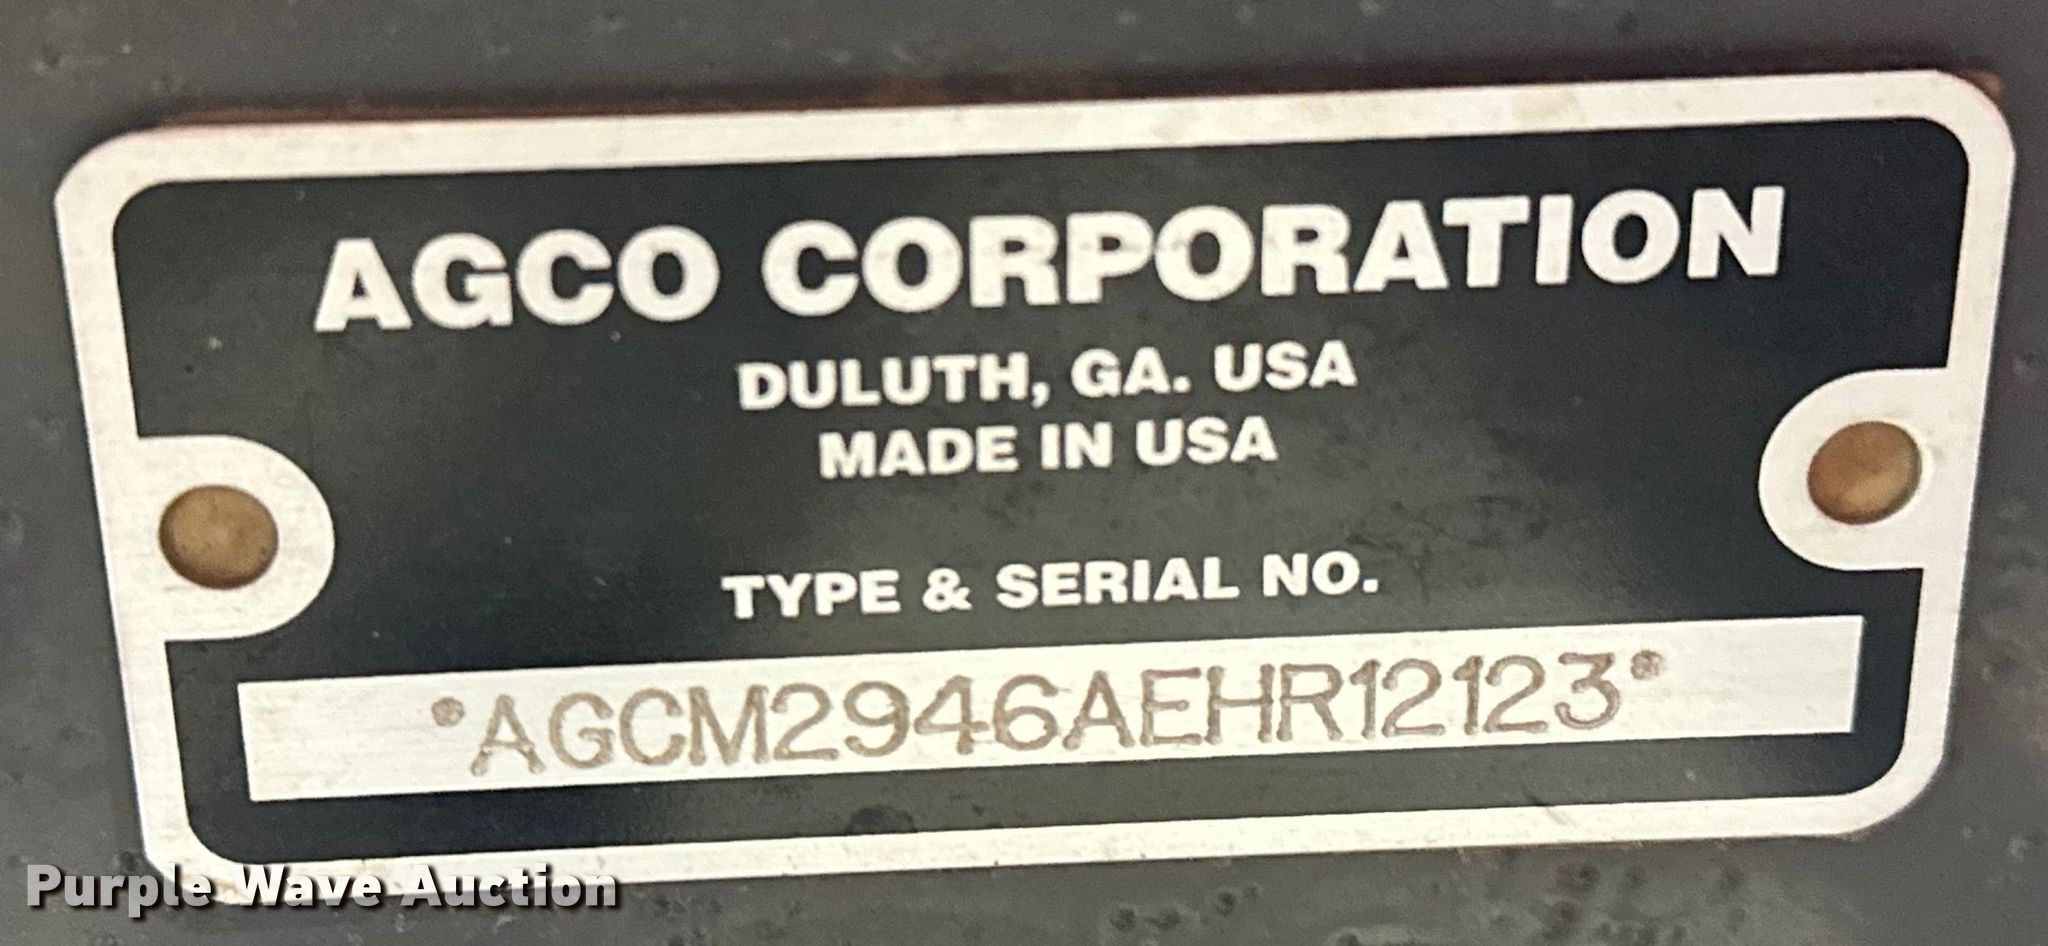 AGCO CORPORATION
DULUTH, GA. USA
MADE IN USA
TYPE & SERIAL NO.
*AGCM2946AEHR12123*
Purple Wave Auction